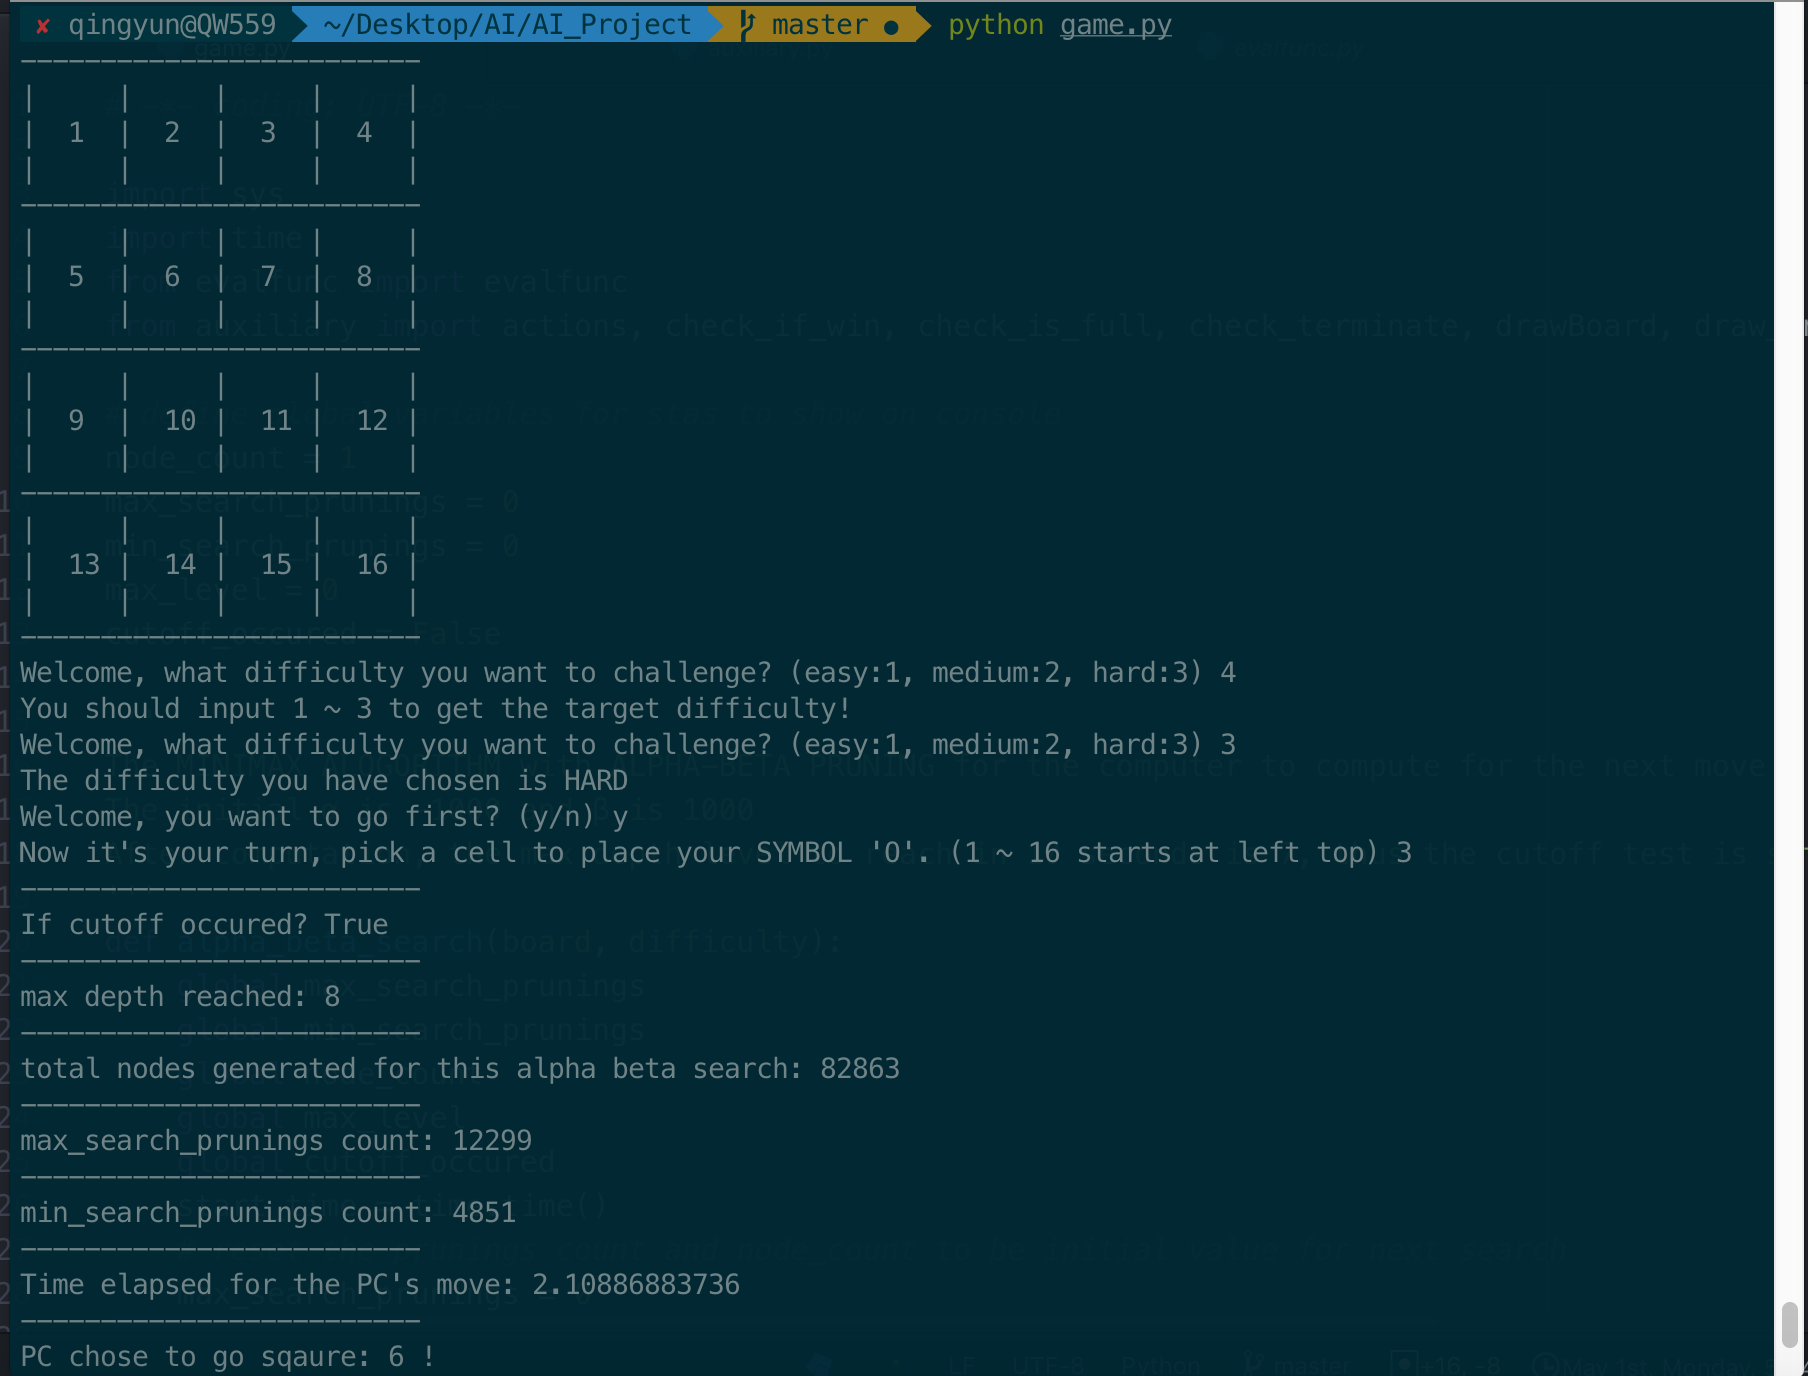 ✘ qingyun@QW559 ~/Desktop/AI/AI_Project master ● python game.py
-------------------------
|     |     |     |     |
|  1  |  2  |  3  |  4  |
|     |     |     |     |
-------------------------
|     |     |     |     |
|  5  |  6  |  7  |  8  |
|     |     |     |     |
-------------------------
|     |     |     |     |
|  9  |  10 |  11 |  12 |
|     |     |     |     |
-------------------------
|     |     |     |     |
|  13 |  14 |  15 |  16 |
|     |     |     |     |
-------------------------
Welcome, what difficulty you want to challenge? (easy:1, medium:2, hard:3) 4
You should input 1 ~ 3 to get the target difficulty!
Welcome, what difficulty you want to challenge? (easy:1, medium:2, hard:3) 3
The difficulty you have chosen is HARD
Welcome, you want to go first? (y/n) y
Now it's your turn, pick a cell to place your SYMBOL 'O'. (1 ~ 16 starts at left top) 3
-------------------------
If cutoff occured? True
-------------------------
max depth reached: 8
-------------------------
total nodes generated for this alpha beta search: 82863
-------------------------
max_search_prunings count: 12299
-------------------------
min_search_prunings count: 4851
-------------------------
Time elapsed for the PC's move: 2.10886883736
-------------------------
PC chose to go sqaure: 6 !